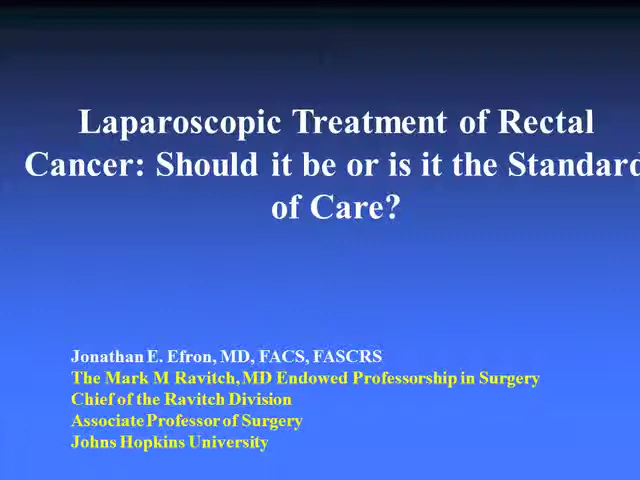 Laparoscopic Treatment of Rectal
Cancer: Should it be or is it the Standard
of Care?
Jonathan E. Efron, MD, FACS, FASCRS
The Mark M Ravitch, MD Endowed Professorship in Surgery
Chief of the Ravitch Division
Associate Professor of Surgery
Johns Hopkins University